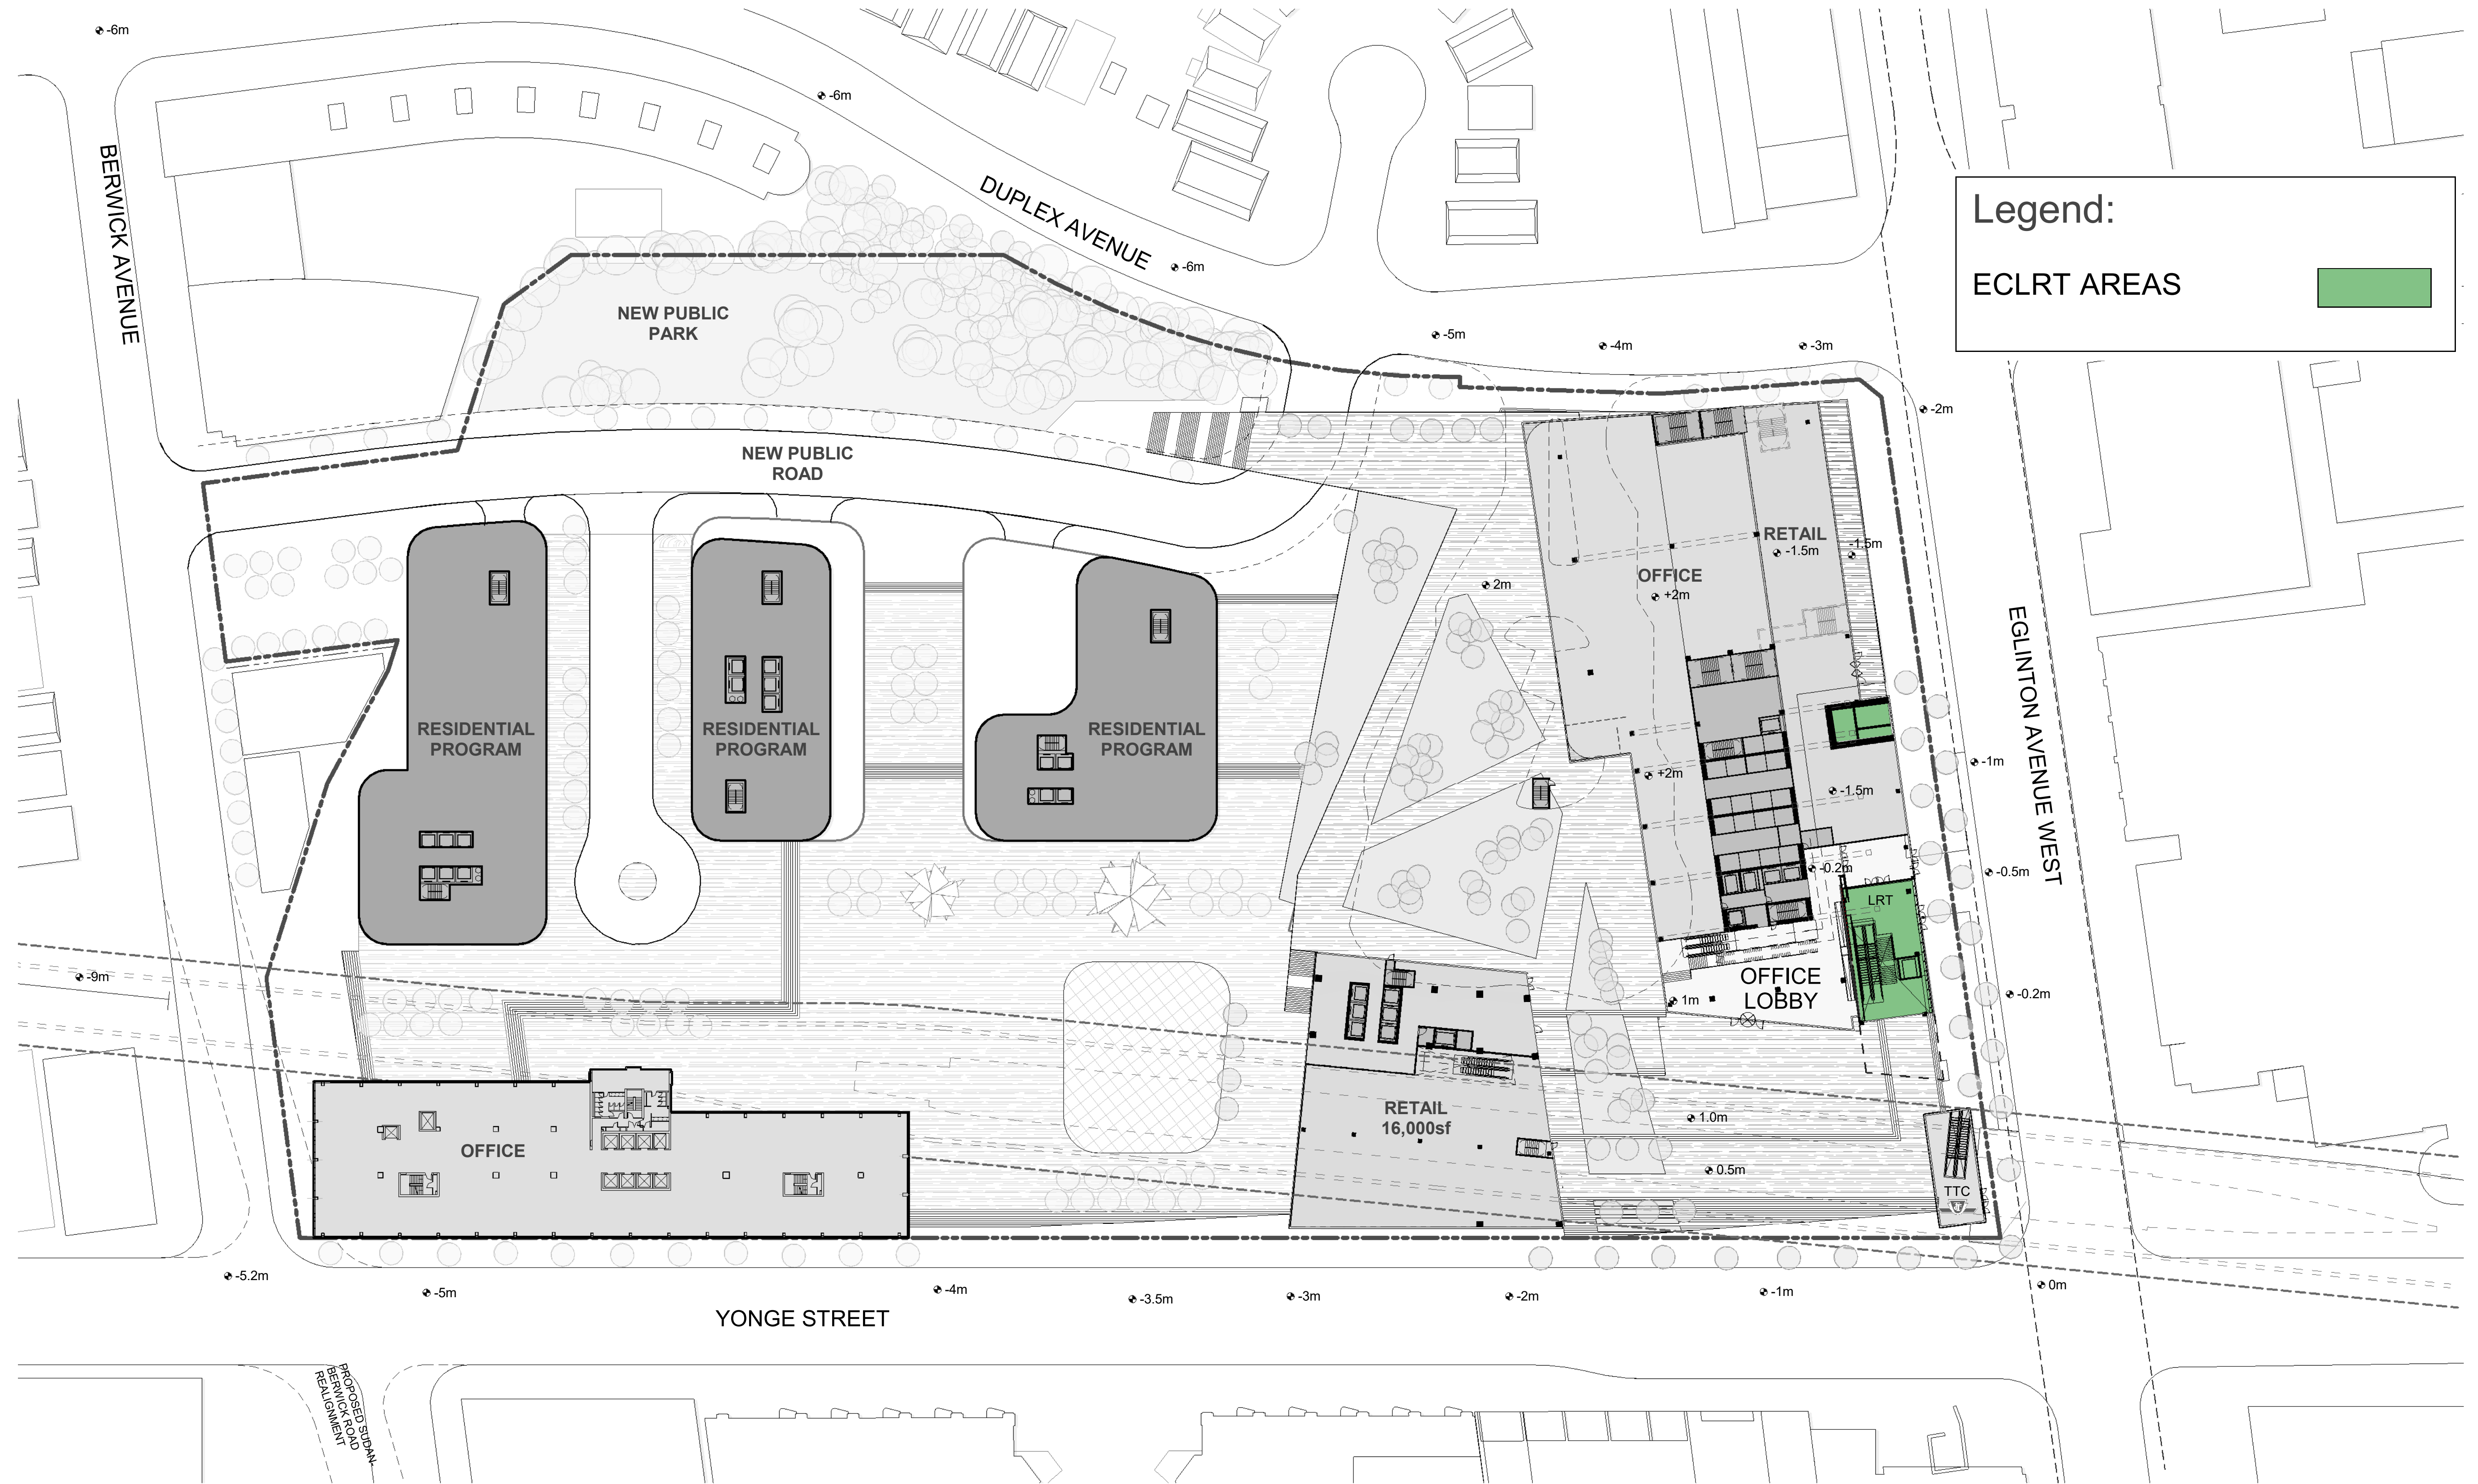 -6m
-6m
BERWICK AVENUE
DUPLEX AVENUE
-6m
Legend:
ECLRT AREAS
NEW PUBLIC
PARK
-5m
-4m
-3m
-2m
NEW PUBLIC
ROAD
RETAIL
-1.5m
-1.5m
OFFICE
+2m
2m
RESIDENTIAL
PROGRAM
RESIDENTIAL
PROGRAM
RESIDENTIAL
PROGRAM
+2m
-1.5m
-1m
EGLINTON AVENUE WEST
-0.2m
-0.5m
LRT
-9m
OFFICE
LOBBY
1m
-0.2m
RETAIL
16,000sf
1.0m
OFFICE
0.5m
TTC
-5.2m
-5m
-4m
-3.5m
-3m
-2m
-1m
0m
YONGE STREET
PROPOSED SUDAN-
BERWICK ROAD
REALIGNMENT